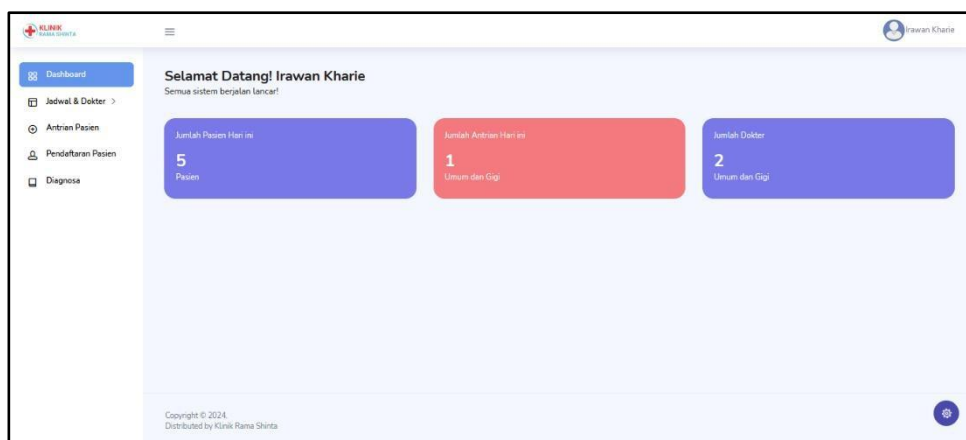 KLINIK
RAMA SHINTA
Irawan Kharie
Dashboard
Jadwal & Dokter >
Antrian Pasien
Pendaftaran Pasien
Diagnosa
Selamat Datang! Irawan Kharie
Semua sistem berjalan lancar!
Jumlah Pasien Hari ini
5
Pasien
Jumlah Antrian Hari ini
1
Umum dan Gigi
Jumlah Dokter
2
Umum dan Gigi
Copyright © 2024.
Distributed by Klinik Rama Shinta